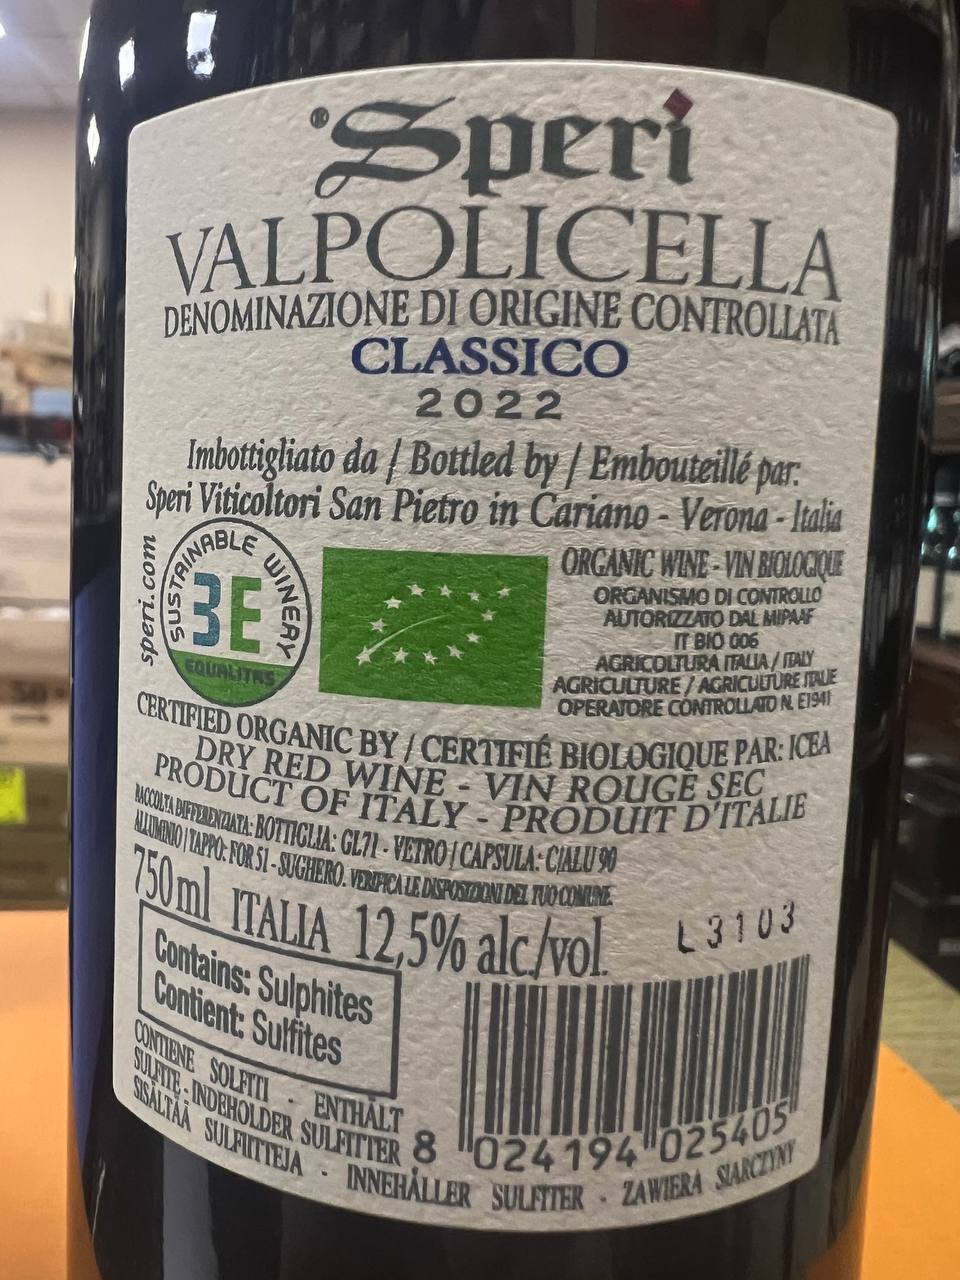 ®Speri
VALPOLICELLA
DENOMINAZIONE DI ORIGINE CONTROLLATA
CLASSICO
2022
Imbottigliato da / Bottled by / Embouteillé par:
Speri Viticoltori San Pietro in Cariano - Verona - Italia
speri.com
SUSTAINABLE WINERY
3E
EQUALITAS
ORGANIC WINE - VIN BIOLOGIQUE
ORGANISMO DI CONTROLLO
AUTORIZZATO DAL MIPAAF
IT BIO 006
AGRICOLTURA ITALIA / ITALY
AGRICULTURE / AGRICULTURE ITALIE
OPERATORE CONTROLLATO N. E1941
CERTIFIED ORGANIC BY / CERTIFIÉ BIOLOGIQUE PAR: ICEA
DRY RED WINE - VIN ROUGE SEC
PRODUCT OF ITALY - PRODUIT D'ITALIE
RACCOLTA DIFFERENZIATA: BOTTIGLIA: GL71 - VETRO | CAPSULA: C/ALU 90
ALLUMINIO | TAPPO: FOR 51 - SUGHERO. VERIFICA LE DISPOSIZIONI DEL TUO COMUNE.
750 ml ITALIA 12,5% alc./vol.
L3103
Contains: Sulphites
Contient: Sulfites
CONTIENE SOLFITI - ENTHÄLT
SULFITE - INDEHOLDER SULFITTER
SISÄLTÄÄ SULFIITTEJA - INNEHÅLLER SULFITER - ZAWIERA SIARCZYNY
8 024194 025405